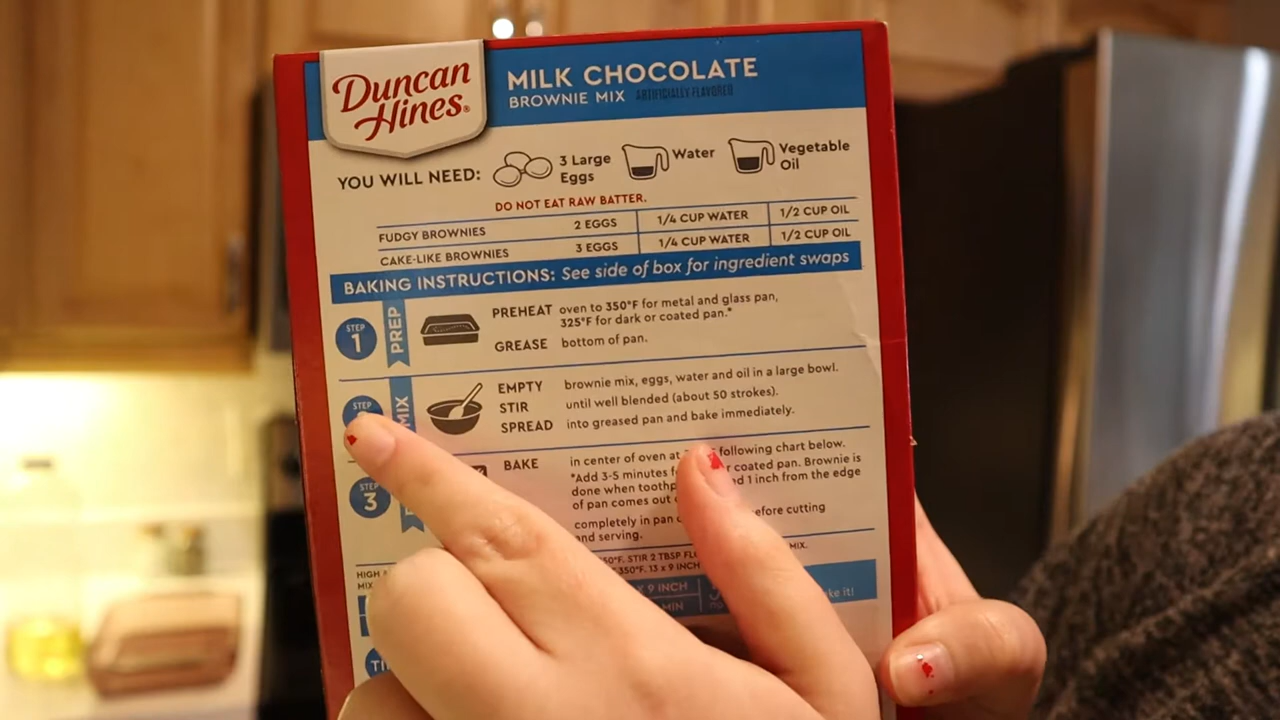 Duncan
Hines®
MILK CHOCOLATE
BROWNIE MIX ARTIFICIALLY FLAVORED
YOU WILL NEED:
3 Large
Eggs
Water
Vegetable
Oil
DO NOT EAT RAW BATTER.
FUDGY BROWNIES 2 EGGS 1/4 CUP WATER 1/2 CUP OIL
CAKE-LIKE BROWNIES 3 EGGS 1/4 CUP WATER 1/2 CUP OIL
BAKING INSTRUCTIONS: See side of box for ingredient swaps
STEP
1
PREP
PREHEAT oven to 350°F for metal and glass pan,
325°F for dark or coated pan.*
GREASE bottom of pan.
STEP
MIX
EMPTY brownie mix, eggs, water and oil in a large bowl.
STIR until well blended (about 50 strokes).
SPREAD into greased pan and bake immediately.
STEP
3
BAKE in center of oven at following chart below.
*Add 3-5 minutes coated pan. Brownie is
done when 1 inch from the edge
of pan comes out
completely in pan before cutting
and serving.
STIR 2 TBSP MIX.
350°F. 13 x 9 INCH
HIGH
MIX
9 INCH
MIN